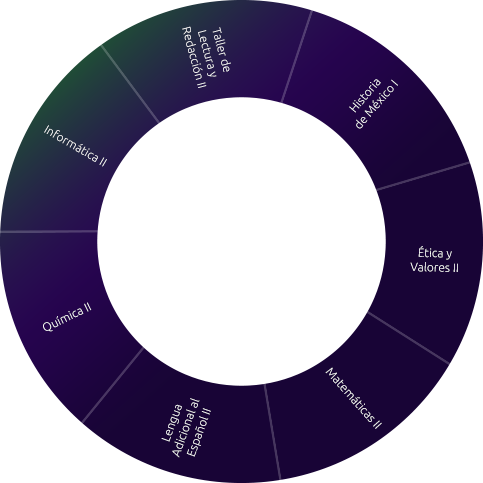 Taller de
Lectura y
Redacción II
Historia
de México I
Ética y
Valores II
Matemáticas II
Lengua
Adicional al
Español II
Química II
Informática II